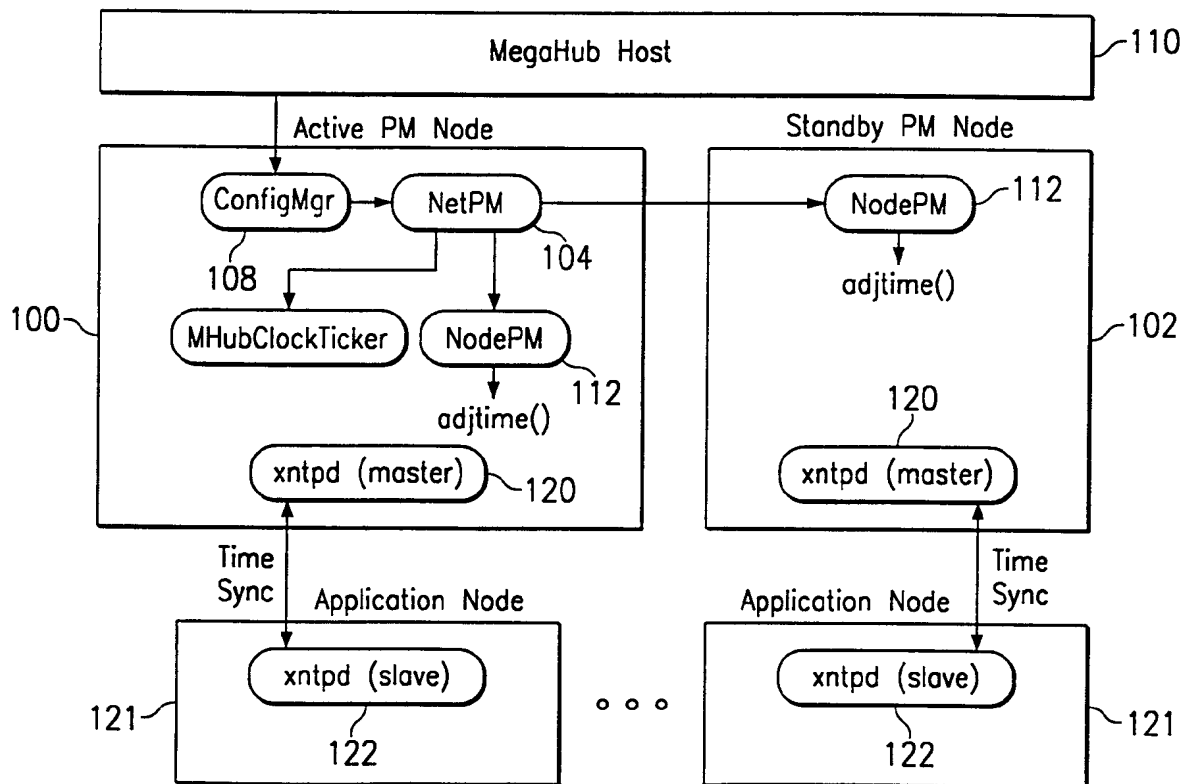 MegaHub Host
110
Active PM Node
Standby PM Node
ConfigMgr
NetPM
NodePM
112
108
104
adjtime()
100
MHubClockTicker
NodePM
102
112
adjtime()
120
xntpd (master)
120
xntpd (master)
Time
Sync
Time
Sync
Application Node
Application Node
xntpd (slave)
xntpd (slave)
121
122
122
121